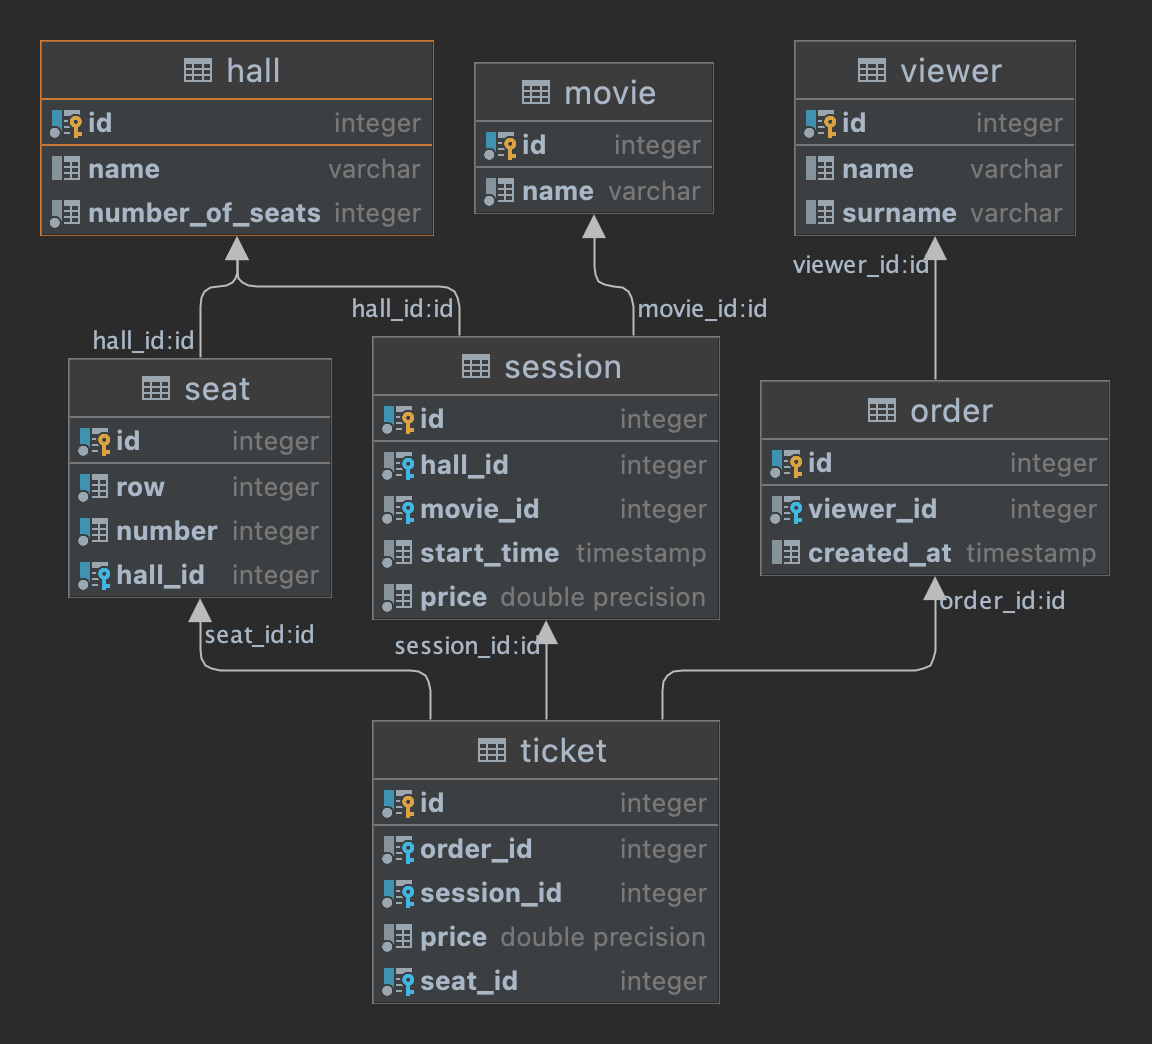 hall
id integer
name varchar
number_of_seats integer
movie
id integer
name varchar
viewer
id integer
name varchar
surname varchar
viewer_id:id
hall_id:id
movie_id:id
hall_id:id
seat
id integer
row integer
number integer
hall_id integer
session
id integer
hall_id integer
movie_id integer
start_time timestamp
price double precision
order
id integer
viewer_id integer
created_at timestamp
order_id:id
seat_id:id
session_id:id
ticket
id integer
order_id integer
session_id integer
price double precision
seat_id integer